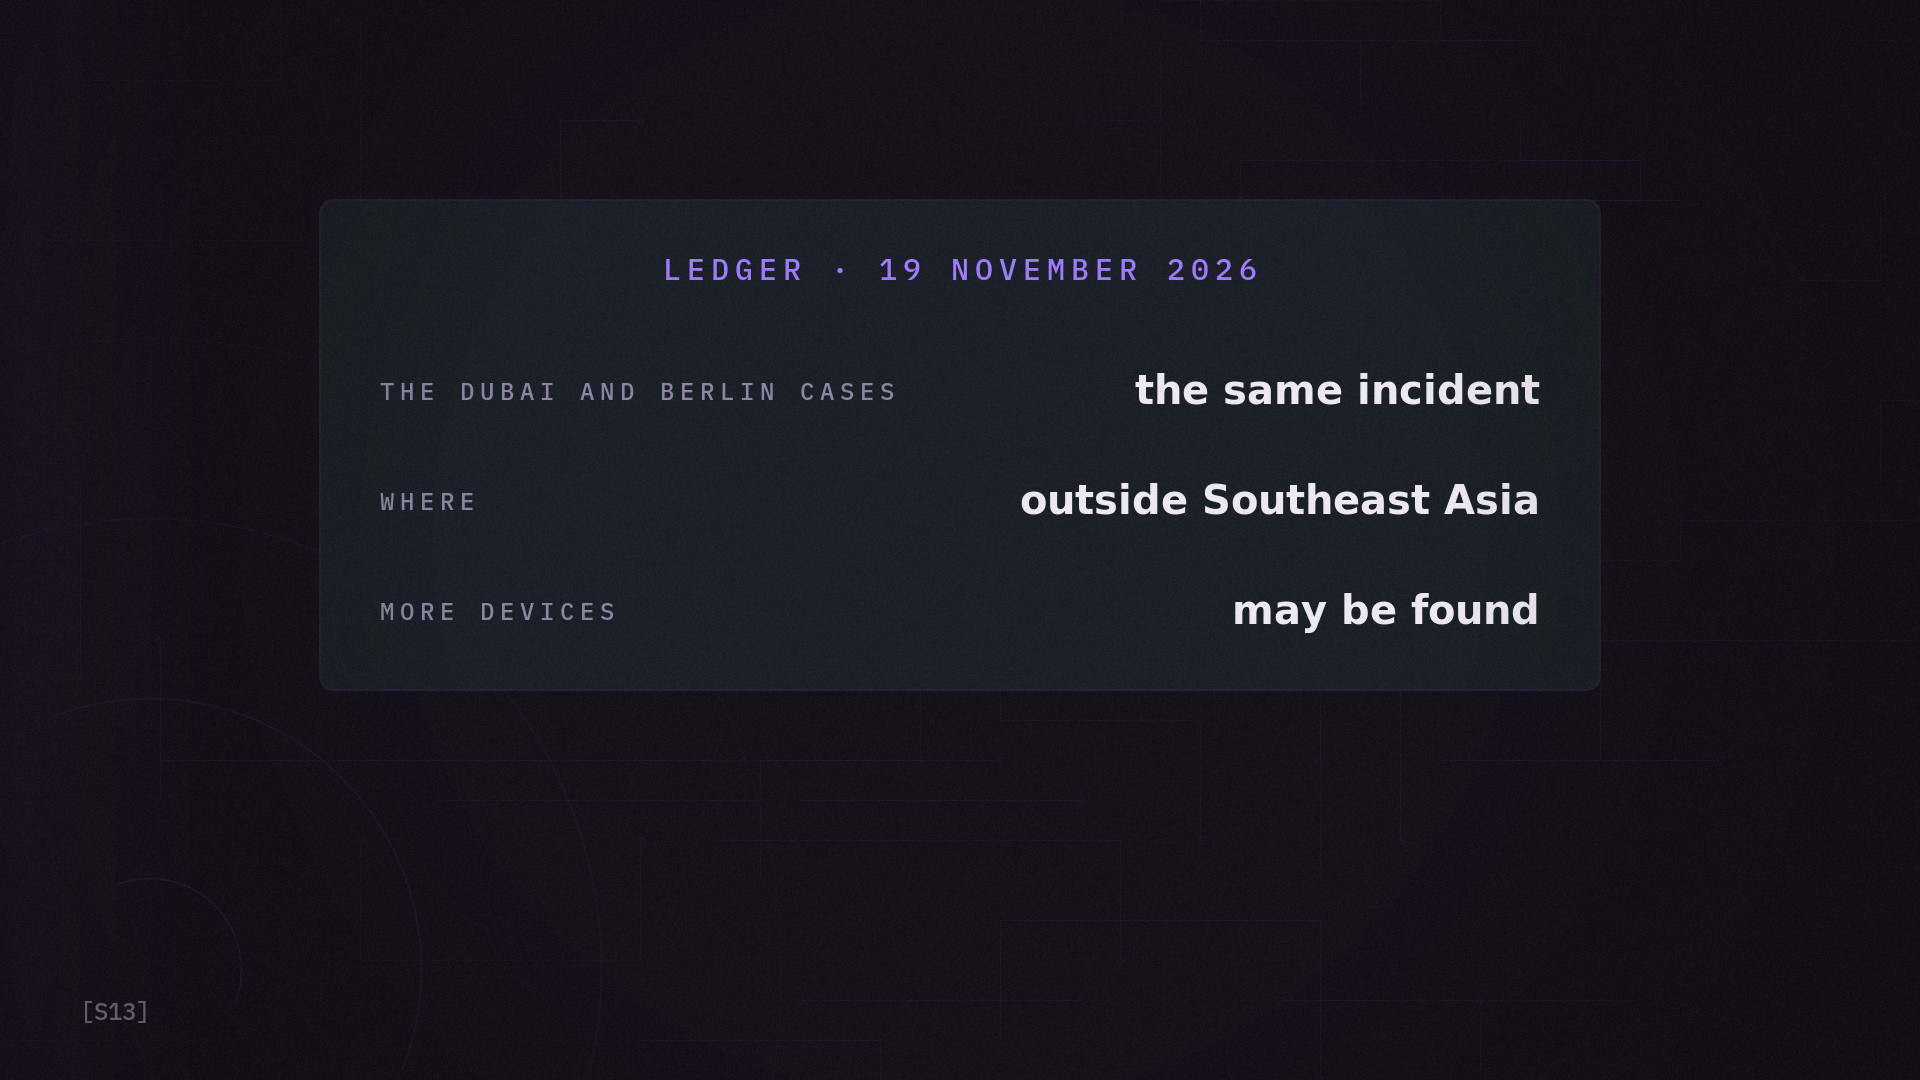 LEDGER · 19 NOVEMBER 2026
THE DUBAI AND BERLIN CASES the same incident
WHERE outside Southeast Asia
MORE DEVICES may be found
[S13]